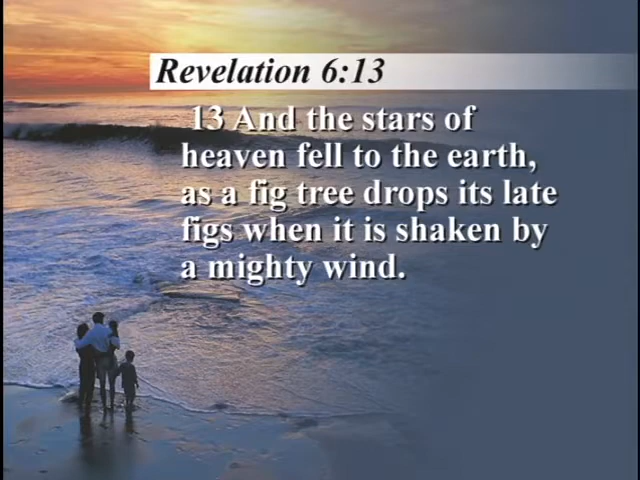 Revelation 6:13
13 And the stars of
heaven fell to the earth,
as a fig tree drops its late
figs when it is shaken by
a mighty wind.